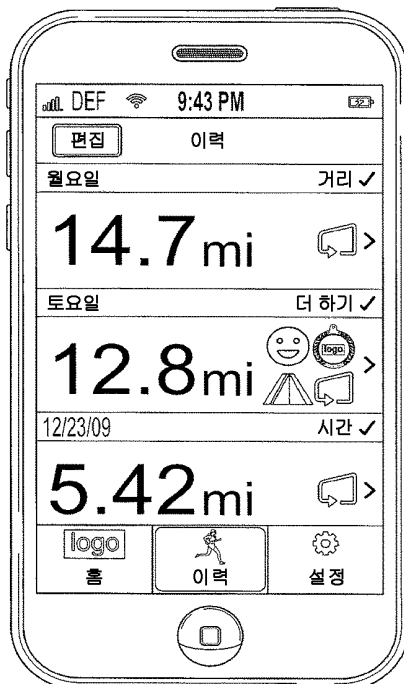 DEF 9:43 PM
편집 이력
월요일 거리 ✓
14.7mi
토요일 더 하기 ✓
logo
12.8mi
12/23/09 시간 ✓
5.42mi
logo
홈 이력 설정